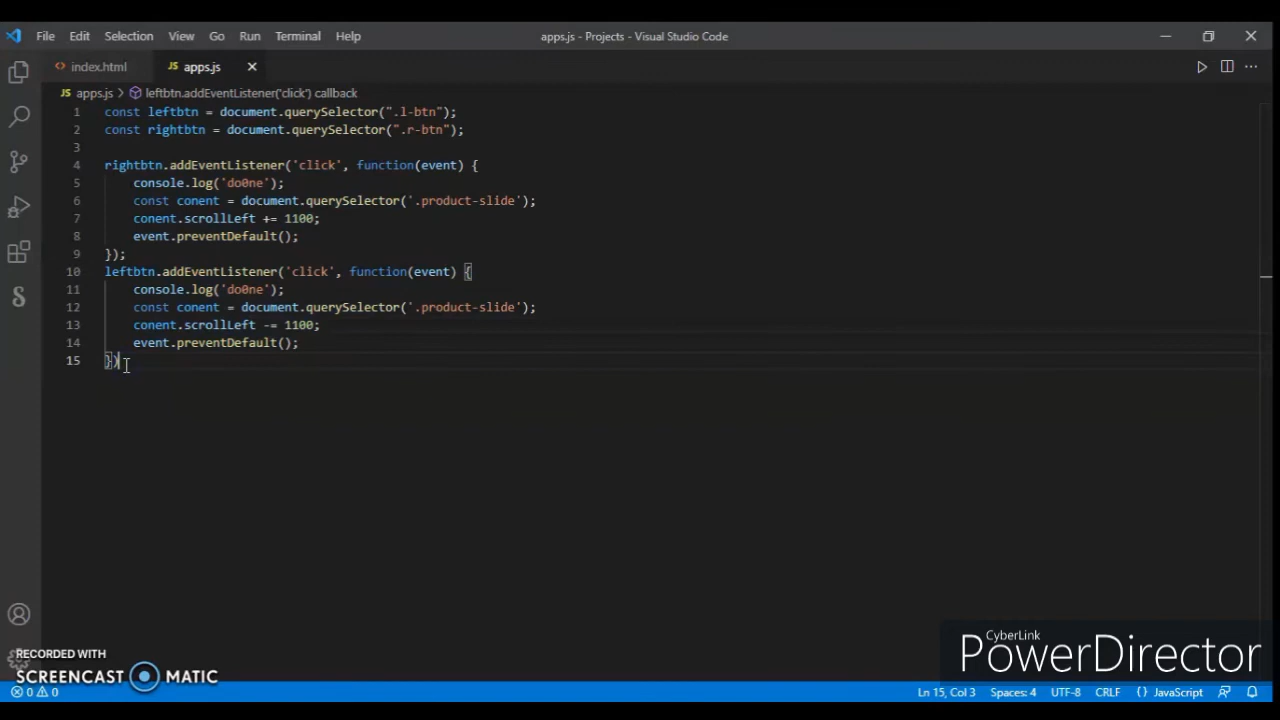 File Edit Selection View Go Run Terminal Help apps.js - Projects - Visual Studio Code
<> index.html JS apps.js
JS apps.js > leftbtn.addEventListener('click') callback
1 const leftbtn = document.querySelector(".l-btn");
2 const rightbtn = document.querySelector(".r-btn");
3
4 rightbtn.addEventListener('click', function(event) {
5 console.log('do0ne');
6 const conent = document.querySelector('.product-slide');
7 conent.scrollLeft += 1100;
8 event.preventDefault();
9 });
10 leftbtn.addEventListener('click', function(event) {
11 console.log('do0ne');
12 const conent = document.querySelector('.product-slide');
13 conent.scrollLeft -= 1100;
14 event.preventDefault();
15 })
CyberLink
PowerDirector
RECORDED WITH
SCREENCAST MATIC
0 0 Ln 15, Col 3 Spaces: 4 UTF-8 CRLF {} JavaScript